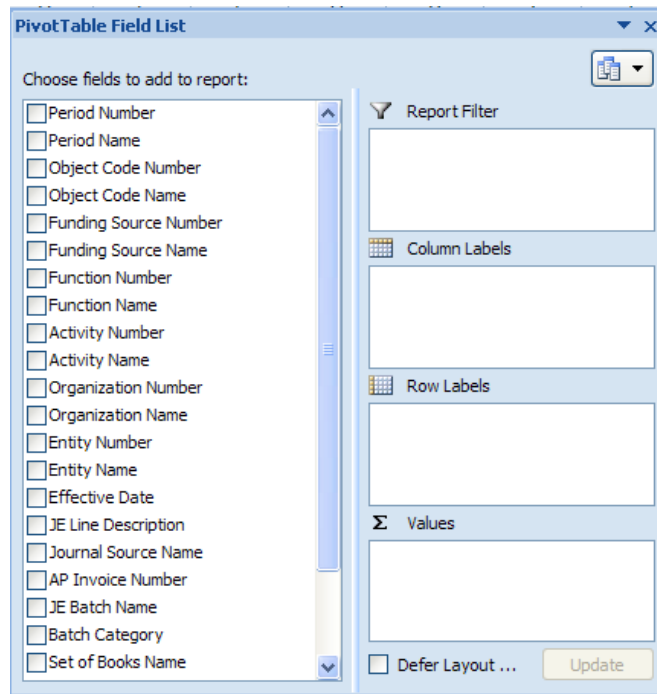 PivotTable Field List
Choose fields to add to report:
Period Number
Period Name
Object Code Number
Object Code Name
Funding Source Number
Funding Source Name
Function Number
Function Name
Activity Number
Activity Name
Organization Number
Organization Name
Entity Number
Entity Name
Effective Date
JE Line Description
Journal Source Name
AP Invoice Number
JE Batch Name
Batch Category
Set of Books Name
Report Filter
Column Labels
Row Labels
Σ Values
Defer Layout ... Update